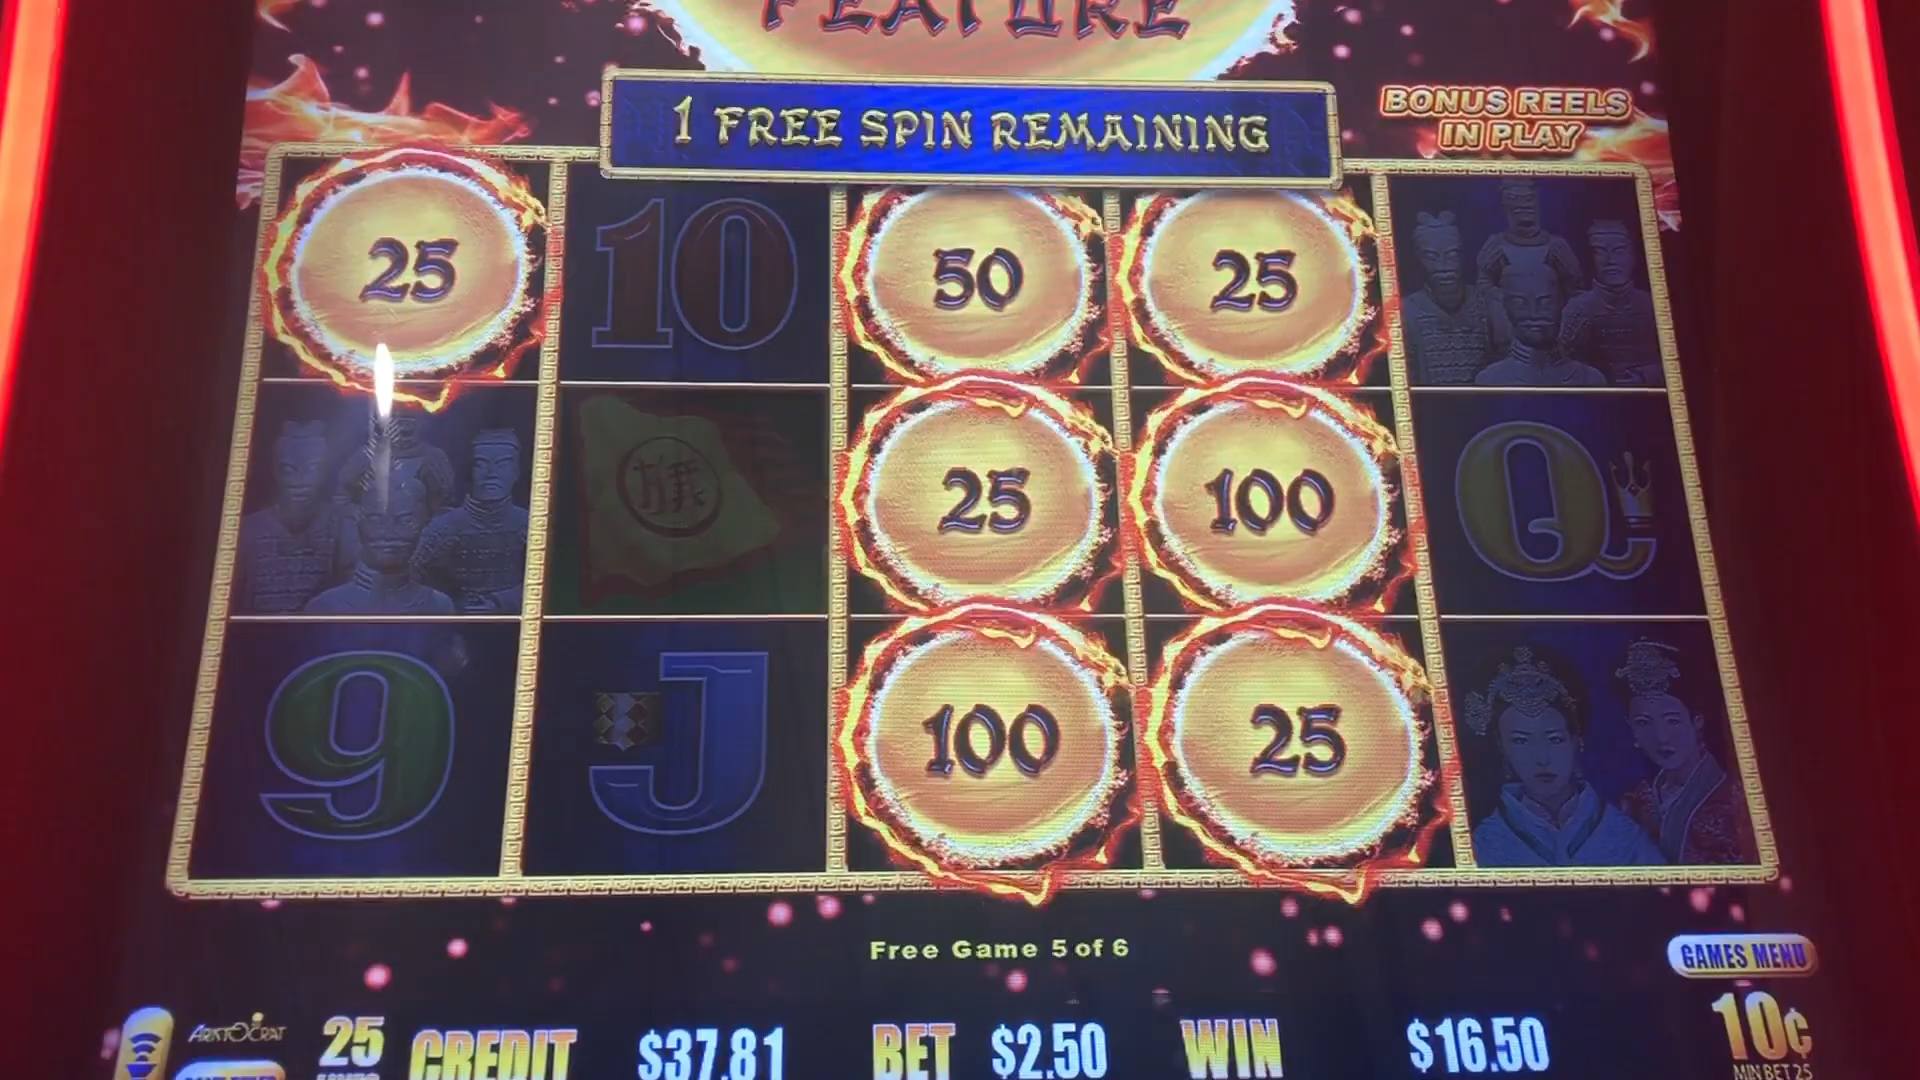 FEATURE
1 FREE SPIN REMAINING
BONUS REELS
IN PLAY
25
10
50
25
旗
25
100
Q
9
J
100
25
Free Game 5 of 6
GAMES MENU
ARISTOCRAT
25
CREDIT $37.81 BET $2.50 WIN $16.50
10¢
MIN BET 25